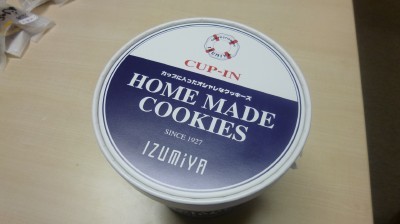 CUP-IN
カップに入ったオシャレなクッキーズ
HOME MADE
COOKIES
SINCE 1927
IZUMiYA